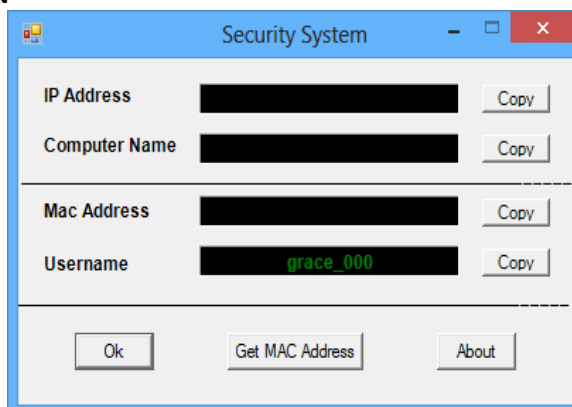 Security System
IP Address Copy
Computer Name Copy
Mac Address Copy
Username grace_000 Copy
Ok Get MAC Address About